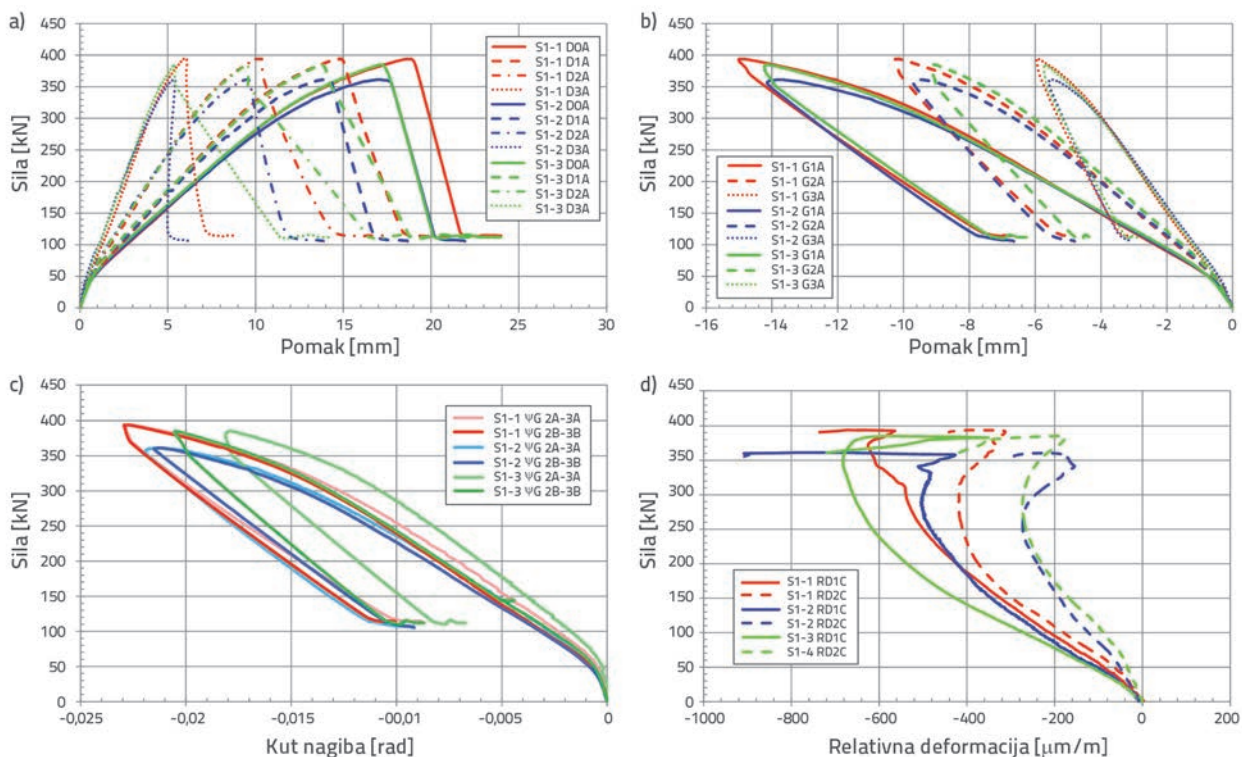 a)
Sila [kN]
450
400
350
300
250
200
150
100
50
0
0 5 10 15 20 25 30
Pomak [mm]
S1-1 D0A
S1-1 D1A
S1-1 D2A
S1-1 D3A
S1-2 D0A
S1-2 D1A
S1-2 D2A
S1-2 D3A
S1-3 D0A
S1-3 D1A
S1-3 D2A
S1-3 D3A
b)
Sila [kN]
450
400
350
300
250
200
150
100
50
0
-16 -14 -12 -10 -8 -6 -4 -2 0
Pomak [mm]
S1-1 G1A
S1-1 G2A
S1-1 G3A
S1-2 G1A
S1-2 G2A
S1-2 G3A
S1-3 G1A
S1-3 G2A
S1-3 G3A
c)
Sila [kN]
450
400
350
300
250
200
150
100
50
0
-0,025 -0,02 -0,015 -00,01 -0,005 0
Kut nagiba [rad]
S1-1 ΨG 2A-3A
S1-1 ΨG 2B-3B
S1-2 ΨG 2A-3A
S1-2 ΨG 2B-3B
S1-3 ΨG 2A-3A
S1-3 ΨG 2B-3B
d)
Sila [kN]
450
400
350
300
250
200
150
100
50
0
-1000 -800 -600 -400 -200 0 200
Relativna deformacija [μm/m]
S1-1 RD1C
S1-1 RD2C
S1-2 RD1C
S1-2 RD2C
S1-3 RD1C
S1-4 RD2C